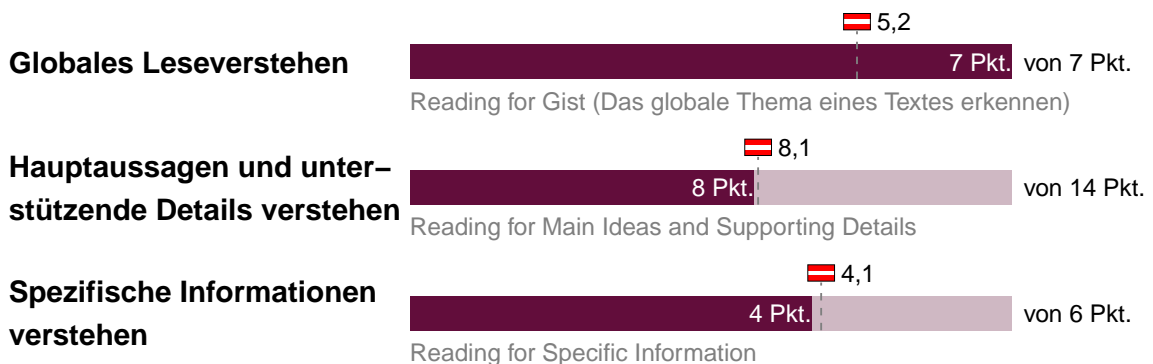 5,2
Globales Leseverstehen 7 Pkt. von 7 Pkt.
Reading for Gist (Das globale Thema eines Textes erkennen)
8,1
Hauptaussagen und unter–
stützende Details verstehen 8 Pkt. von 14 Pkt.
Reading for Main Ideas and Supporting Details
4,1
Spezifische Informationen
verstehen 4 Pkt. von 6 Pkt.
Reading for Specific Information